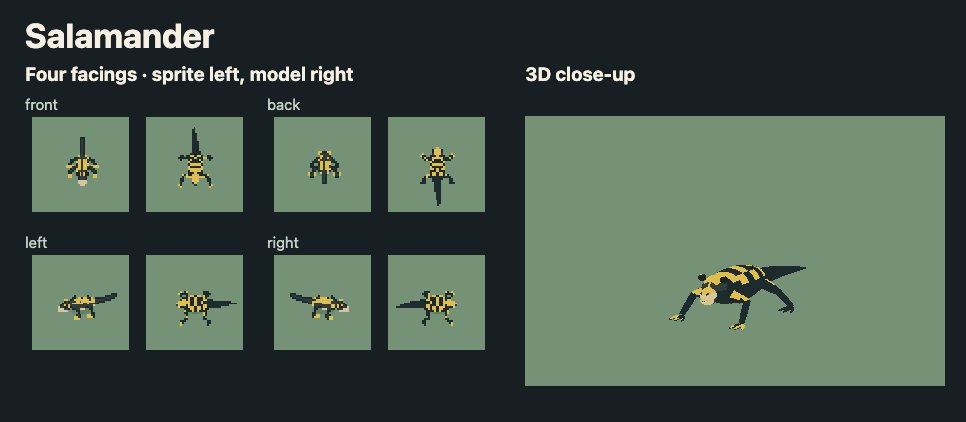 Salamander
Four facings · sprite left, model right
3D close-up
front
back
left
right